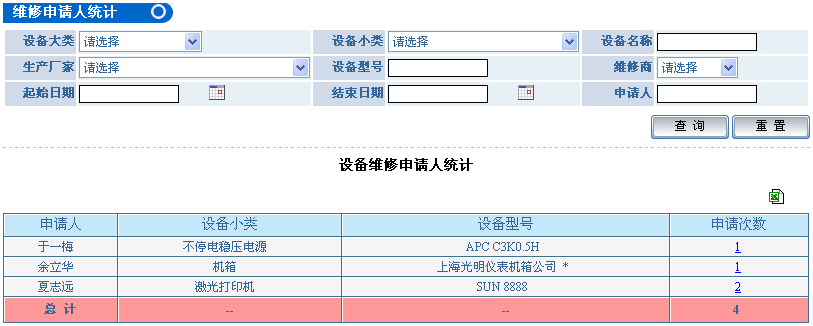 维修申请人统计
设备大类 请选择 设备小类 请选择 设备名称
生产厂家 请选择 设备型号 维修商 请选择
起始日期 结束日期 申请人
查 询 重 置
设备维修申请人统计
申请人 设备小类 设备型号 申请次数
于一梅 不停电稳压电源 APC C3K0.5H 1
余立华 机箱 上海光明仪表机箱公司 * 1
夏志远 激光打印机 SUN 8888 2
总 计 -- -- 4